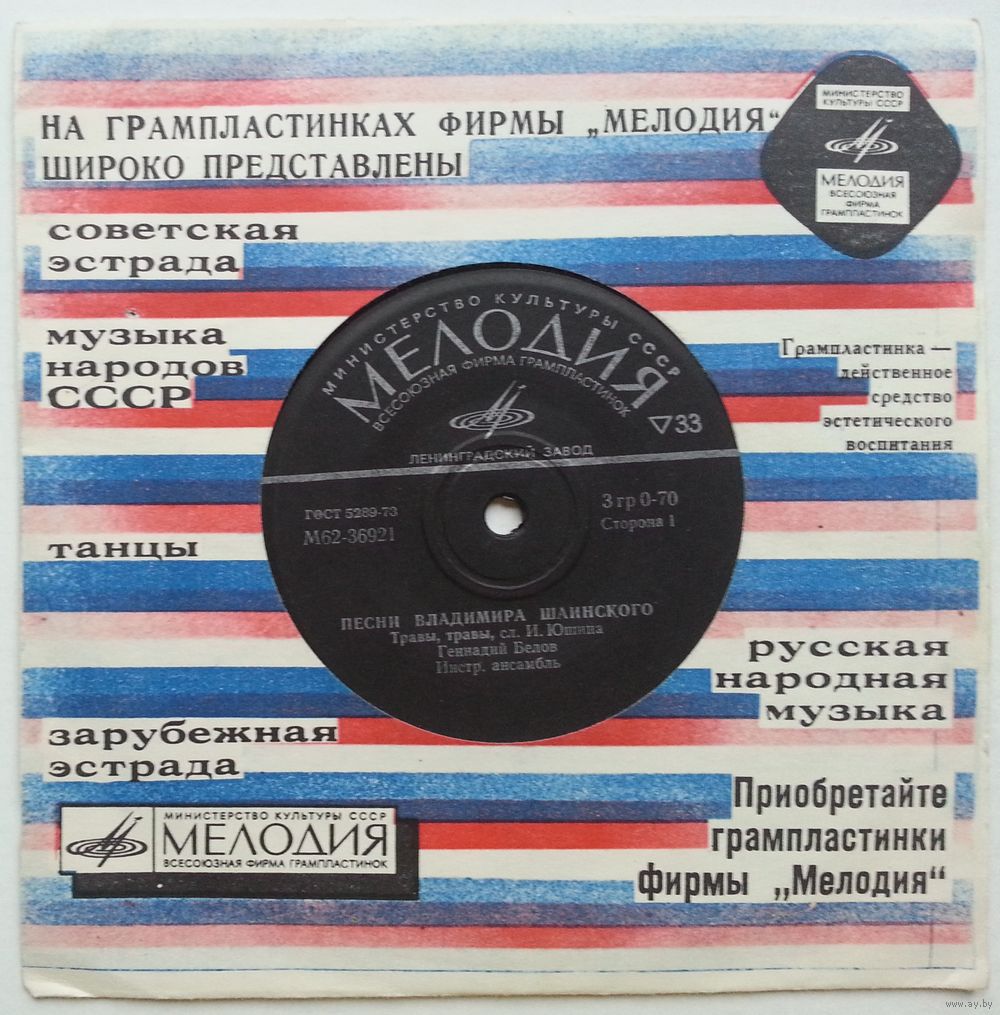 НА ГРАМПЛАСТИНКАХ ФИРМЫ „МЕЛОДИЯ“
ШИРОКО ПРЕДСТАВЛЕНЫ
МИНИСТЕРСТВО
КУЛЬТУРЫ СССР
МЕЛОДИЯ
ВСЕСОЮЗНАЯ
ФИРМА
ГРАМПЛАСТИНОК
советская
эстрада
музыка
народов
СССР
Грампластинка —
действенное
средство
эстетического
воспитания
МИНИСТЕРСТВО КУЛЬТУРЫ СССР
МЕЛОДИЯ
ВСЕСОЮЗНАЯ ФИРМА ГРАМПЛАСТИНОК
▽33
ЛЕНИНГРАДСКИЙ ЗАВОД
ГОСТ 5289-73
М62-36921
3 гр 0-70
Сторона 1
ПЕСНИ ВЛАДИМИРА ШАИНСКОГО
Травы, травы, сл. И. Юшина
Геннадий Белов
Инстр. ансамбль
танцы
русская
народная
музыка
зарубежная
эстрада
МИНИСТЕРСТВО КУЛЬТУРЫ СССР
МЕЛОДИЯ
ВСЕСОЮЗНАЯ ФИРМА ГРАМПЛАСТИНОК
Приобретайте
грампластинки
фирмы „Мелодия“
www.ay.by